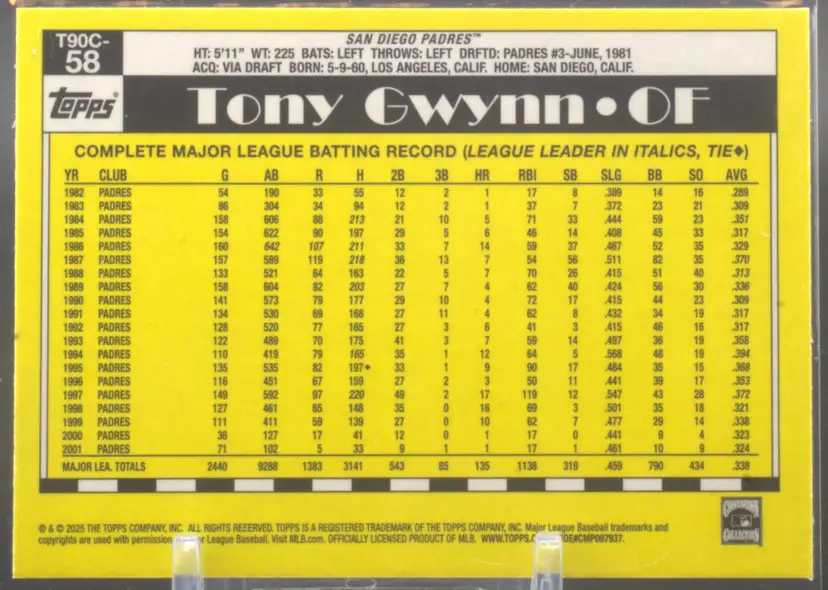 T90C-
58
SAN DIEGO PADRES™
HT: 5'11" WT: 225 BATS: LEFT THROWS: LEFT DRFTD: PADRES #3-JUNE, 1981
ACQ: VIA DRAFT BORN: 5-9-60, LOS ANGELES, CALIF. HOME: SAN DIEGO, CALIF.
topps®
Tony Gwynn • OF
COMPLETE MAJOR LEAGUE BATTING RECORD (LEAGUE LEADER IN ITALICS, TIE♦)
YR CLUB G AB R H 2B 3B HR RBI SB SLG BB SO AVG
1982 PADRES 54 190 33 55 12 2 1 17 8 .389 14 16 .289
1983 PADRES 86 304 34 94 12 2 1 37 7 .372 23 21 .309
1984 PADRES 158 606 88 213 21 10 5 71 33 .444 59 23 .351
1985 PADRES 154 622 90 197 29 5 6 46 14 .408 45 33 .317
1986 PADRES 160 642 107 211 33 7 14 59 37 .467 52 35 .329
1987 PADRES 157 589 119 218 36 13 7 54 56 .511 82 35 .370
1988 PADRES 133 521 64 163 22 5 7 70 26 .415 51 40 .313
1989 PADRES 158 604 82 203 27 7 4 62 40 .424 56 30 .336
1990 PADRES 141 573 79 177 29 10 4 72 17 .415 44 23 .309
1991 PADRES 134 530 69 168 27 11 4 62 8 .432 34 19 .317
1992 PADRES 128 520 77 165 27 3 6 41 3 .415 46 16 .317
1993 PADRES 122 489 70 175 41 3 7 59 14 .497 36 19 .358
1994 PADRES 110 419 79 165 35 1 12 64 5 .568 48 19 .394
1995 PADRES 135 535 82 197♦ 33 1 9 90 17 .484 35 15 .368
1996 PADRES 116 451 67 159 27 2 3 50 11 .441 39 17 .353
1997 PADRES 149 592 97 220 49 2 17 119 12 .547 43 28 .372
1998 PADRES 127 461 65 148 35 0 16 69 3 .501 35 18 .321
1999 PADRES 111 411 59 139 27 0 10 62 7 .477 29 14 .338
2000 PADRES 36 127 17 41 12 0 1 17 0 .441 9 4 .323
2001 PADRES 71 102 5 33 9 1 1 17 1 .461 10 9 .324
MAJOR LEA. TOTALS 2440 9288 1383 3141 543 85 135 1138 319 .459 790 434 .338
® & © 2025 THE TOPPS COMPANY, INC. ALL RIGHTS RESERVED. TOPPS IS A REGISTERED TRADEMARK OF THE TOPPS COMPANY, INC. Major League Baseball trademarks and
copyrights are used with permission or League Baseball. Visit MLB.com. OFFICIALLY LICENSED PRODUCT OF MLB. WWW.TOPPS.C DE#CMP097937.
COOPERSTOWN
COLLECTION